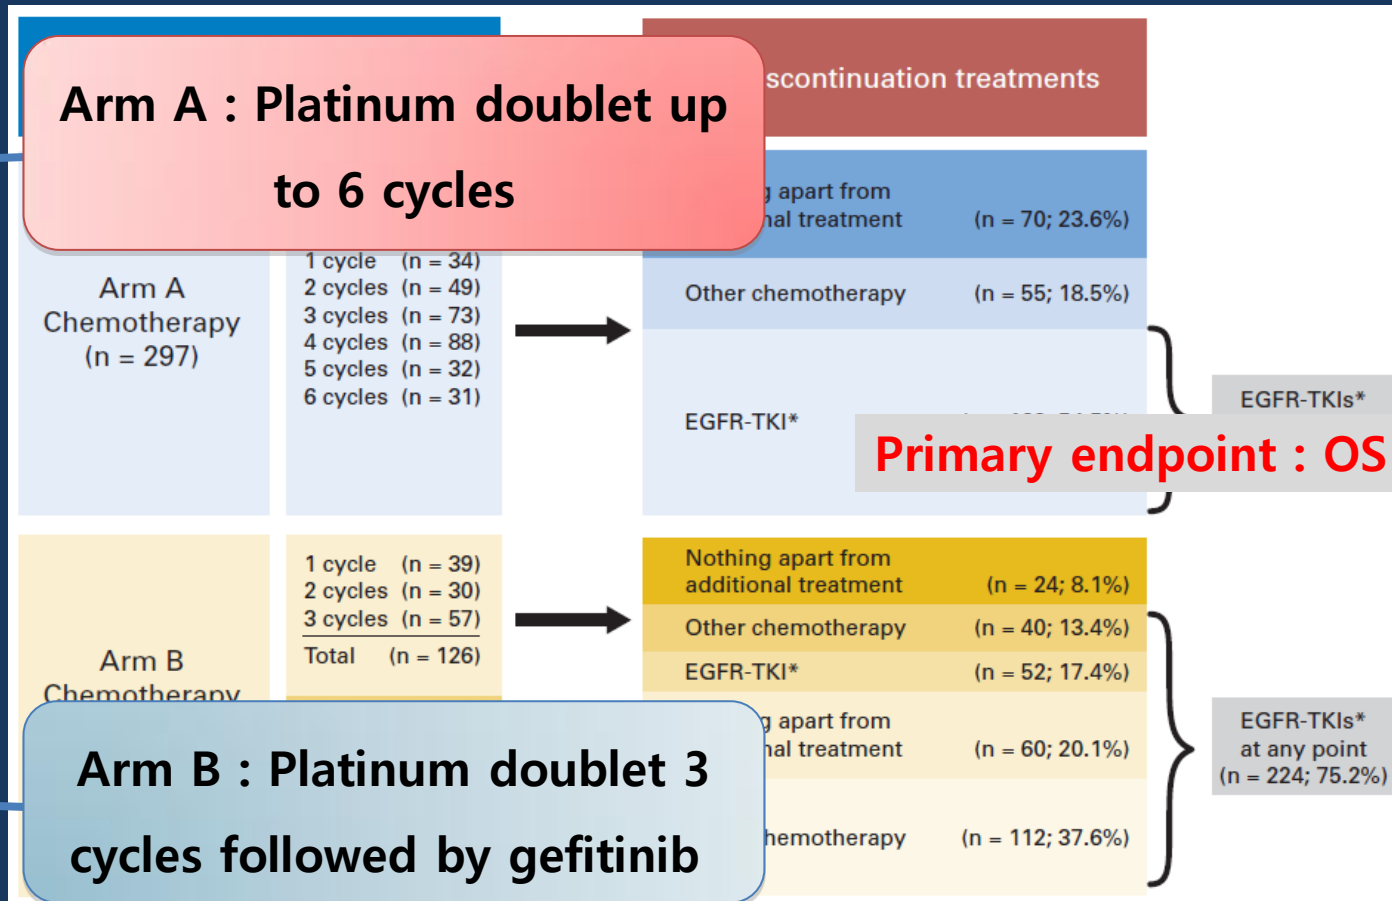 Arm A : Platinum doublet up
to 6 cycles
scontinuation treatments
apart from
nal treatment (n = 70; 23.6%)
Arm A
Chemotherapy
(n = 297)
1 cycle (n = 34)
2 cycles (n = 49)
3 cycles (n = 73)
4 cycles (n = 88)
5 cycles (n = 32)
6 cycles (n = 31)
Other chemotherapy (n = 55; 18.5%)
EGFR-TKI*
EGFR-TKIs*
Primary endpoint : OS
Arm B
Chemotherapy
1 cycle (n = 39)
2 cycles (n = 30)
3 cycles (n = 57)
Total (n = 126)
Nothing apart from
additional treatment (n = 24; 8.1%)
Other chemotherapy (n = 40; 13.4%)
EGFR-TKI* (n = 52; 17.4%)
g apart from
nal treatment (n = 60; 20.1%)
hemotherapy (n = 112; 37.6%)
EGFR-TKIs*
at any point
(n = 224; 75.2%)
Arm B : Platinum doublet 3
cycles followed by gefitinib